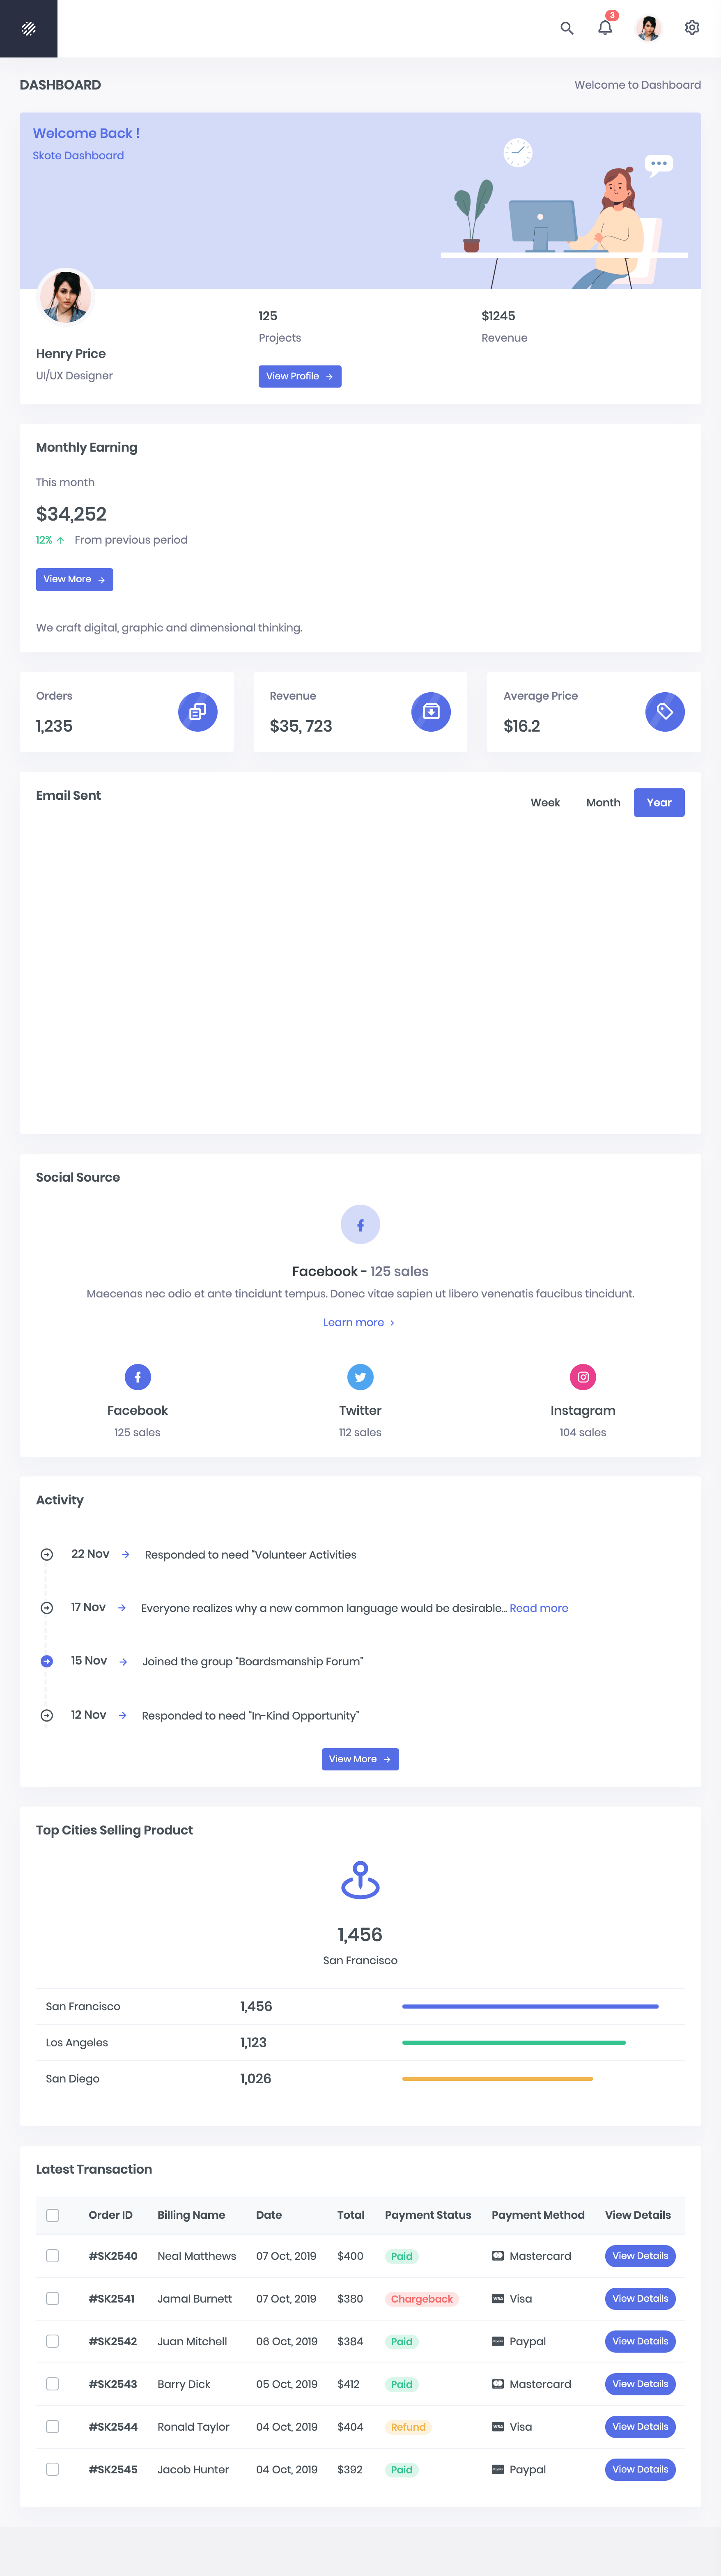 3
DASHBOARD
Welcome to Dashboard
Welcome Back !
Skote Dashboard
Henry Price
UI/UX Designer
125
Projects
$1245
Revenue
View Profile
Monthly Earning
This month
$34,252
12% From previous period
View More
We craft digital, graphic and dimensional thinking.
Orders
1,235
Revenue
$35, 723
Average Price
$16.2
Email Sent
Week Month Year
Social Source
Facebook - 125 sales
Maecenas nec odio et ante tincidunt tempus. Donec vitae sapien ut libero venenatis faucibus tincidunt.
Learn more
Facebook
125 sales
Twitter
112 sales
Instagram
104 sales
Activity
22 Nov Responded to need “Volunteer Activities
17 Nov Everyone realizes why a new common language would be desirable... Read more
15 Nov Joined the group “Boardsmanship Forum”
12 Nov Responded to need “In-Kind Opportunity”
View More
Top Cities Selling Product
1,456
San Francisco
San Francisco 1,456
Los Angeles 1,123
San Diego 1,026
Latest Transaction
Order ID Billing Name Date Total Payment Status Payment Method View Details
#SK2540 Neal Matthews 07 Oct, 2019 $400 Paid Mastercard View Details
#SK2541 Jamal Burnett 07 Oct, 2019 $380 Chargeback VISA Visa View Details
#SK2542 Juan Mitchell 06 Oct, 2019 $384 Paid Paypal View Details
#SK2543 Barry Dick 05 Oct, 2019 $412 Paid Mastercard View Details
#SK2544 Ronald Taylor 04 Oct, 2019 $404 Refund VISA Visa View Details
#SK2545 Jacob Hunter 04 Oct, 2019 $392 Paid Paypal View Details